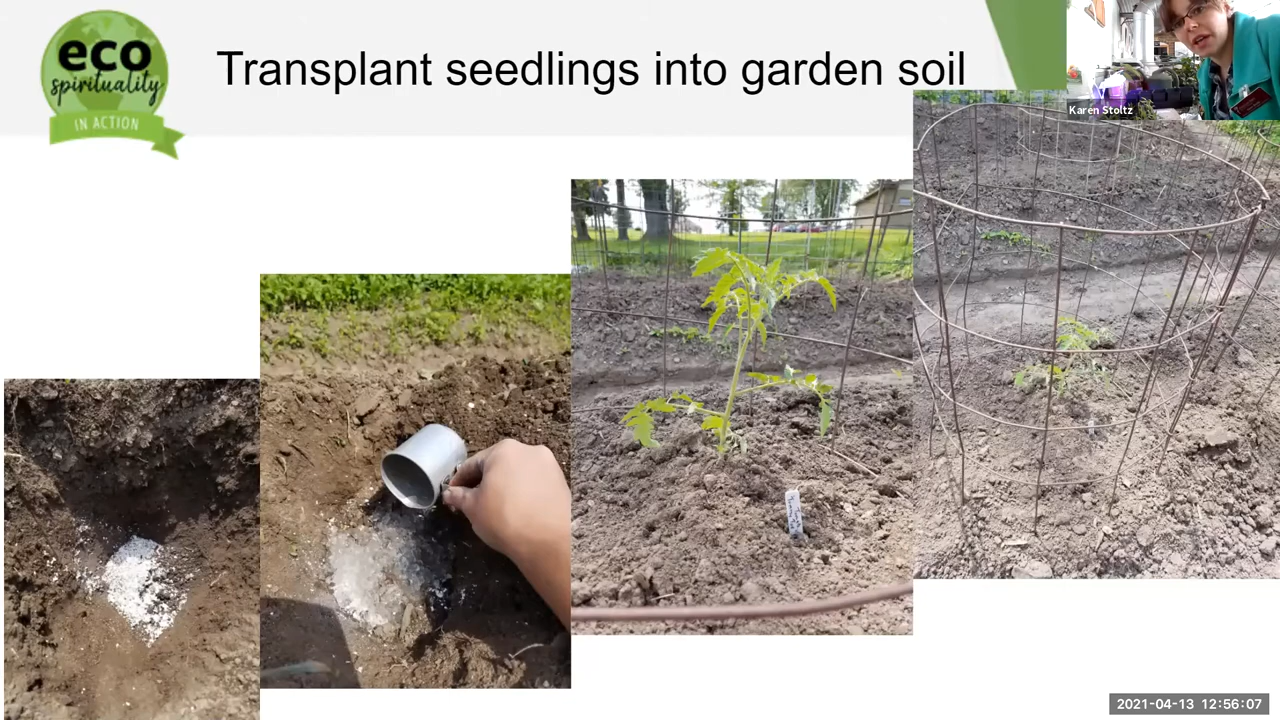 eco
spirituality
IN ACTION
Transplant seedlings into garden soil
Karen Stoltz
2021-04-13 12:56:07